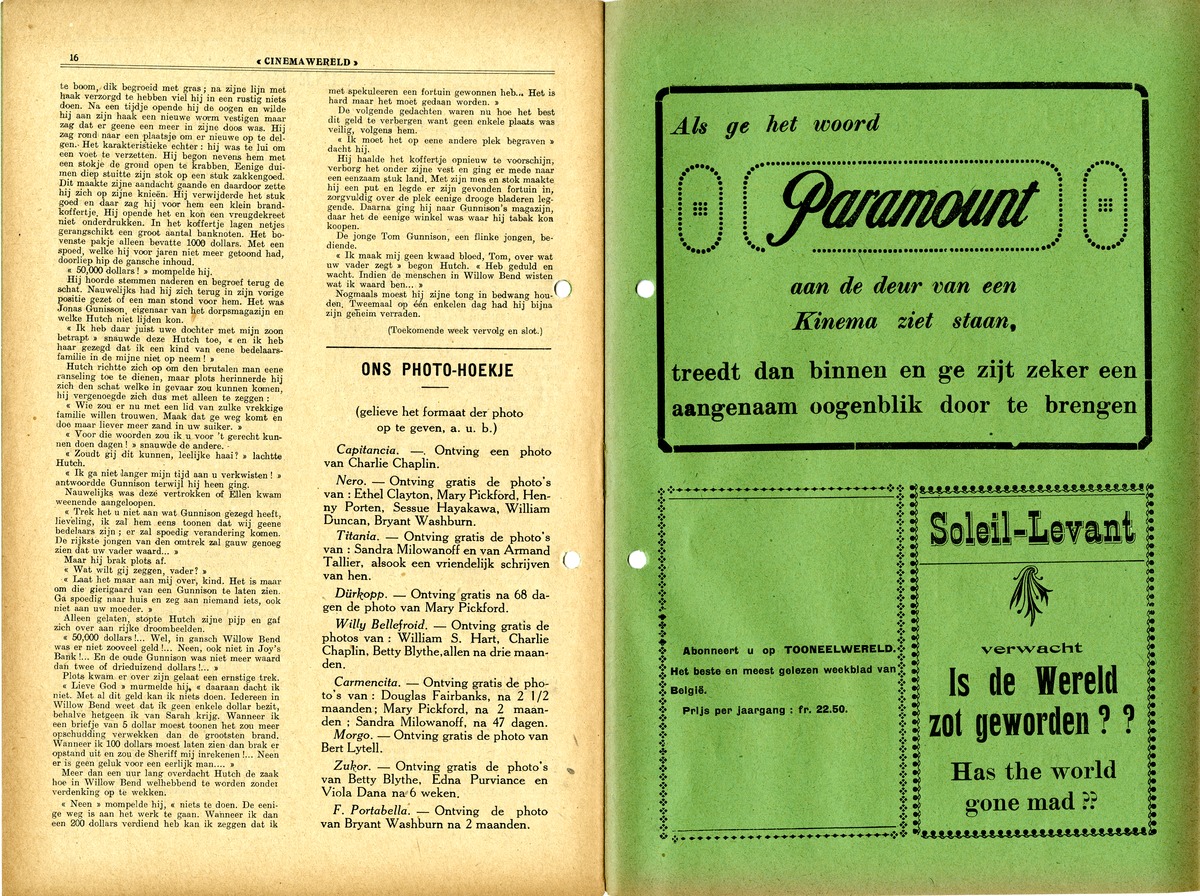 16
« CINEMAWERELD »
te boom, dik begroeid met gras ; na zijne lijn met
haak verzorgd te hebben viel hij in een rustig niets
doen. Na een tijdje opende hij de oogen en wilde
hij aan zijn haak een nieuwe worm vestigen maar
zag dat er geene een meer in zijne doos was. Hij
zag rond naar een plaatsje om er nieuwe op te del-
gen. Het karakteristieke echter : hij was te lui om
een voet te verzetten. Hij begon nevens hem met
een stokje de grond open te krabben. Eenige dui-
men diep stuitte zijn stok op een stuk zakkengoed.
Dit maakte zijne aandacht gaande en daardoor zette
hij zich op zijne knieën. Hij verwijderde het stuk
goed en daar zag hij voor hem een klein brand-
koffertje. Hij opende het en kon een vreugdekreet
niet onderdrukken. In het koffertje lagen netjes
gerangschikt een groot aantal banknoten. Het bo-
venste pakje alleen bevatte 1000 dollars. Met een
spoed, welke hij voor jaren niet meer getoond had,
doorliep hip de gansche inhoud.
« 50,000 dollars! » mompelde hij.
Hij hoorde stemmen naderen en begroef terug de
schat. Nauwelijks had hij zich terug in zijn vorige
positie gezet of een man stond voor hem. Het was
Jonas Gunisson, eigenaar van het dorpsmagazijn en
welke Hutch niet lijden kon.
« Ik heb daar juist uwe dochter met mijn zoon
betrapt » snauwde deze Hutch toe, « en ik heb
haar gezegd dat ik een kind van eene bedelaars-
familie in de mijne niet op neem ! »
Hutch richtte zich op om den brutalen man eene
ranseling toe te dienen, maar plots herinnerde hij
zich den schat welke in gevaar zou kunnen komen,
hij vergenoegde zich dus met alleen te zeggen :
« Wie zou er nu met een lid van zulke vrekkige
familie willen trouwen. Maak dat ge weg komt en
doe maar liever meer zand in uw suiker. »
« Voor die woorden zou ik u voor 't gerecht kun-
nen doen dagen ! » snauwde de andere.
« Zoudt gij dit kunnen, leelijke haai? » lachtte
Hutch.
« Ik ga niet langer mijn tijd aan u verkwisten ! »
antwoordde Gunnison terwijl hij heen ging.
Nauwelijks was deze vertrokken of Ellen kwam
weenende aangeloopen.
« Trek het u niet aan wat Gunnison gezegd heeft,
lieveling, ik zal hem eens toonen dat wij geene
bedelaars zijn ; er zal spoedig verandering komen.
De rijkste jongen van den omtrek zal gauw genoeg
zien dat uw vader waard... »
Maar hij brak plots af.
« Wat wilt gij zeggen, vader? »
« Laat het maar aan mij over, kind. Het is maar
om die gierigaard van een Gunnison te laten zien.
Ga spoedig naar huis en zeg aan niemand iets, ook
niet aan uw moeder. »
Alleen gelaten, stopte Hutch zijne pijp en gaf
zich over aan rijke droombeelden.
« 50,000 dollars !... Wel, in gansch Willow Bend
was er niet zooveel geld !... Neen, ook niet in Joy's
Bank !... En de oude Gunnison was niet meer waard
dan twee of drieduizend dollars !... »
Plots kwam er over zijn gelaat een ernstige trek.
« Lieve God » murmelde hij, « daaraan dacht ik
niet. Met al dit geld kan ik niets doen. Iedereen in
Willow Bend weet dat ik geen enkele dollar bezit,
behalve hetgeen ik van Sarah krijg. Wanneer ik
een briefje van 5 dollar moest toonen het zou meer
opschudding verwekken dan de grootsten brand.
Wanneer ik 100 dollars moest laten zien dan brak er
opstand uit en zou de Sheriff mij inrekenen !... Neen
er is geen geluk voor een eerlijk man.... »
Meer dan een uur lang overdacht Hutch de zaak
hoe in Willow Bend welhebbend te worden zonder
verdenking op te wekken.
« Neen » mompelde hij, « niets te doen. De eeni-
ge weg is aan het werk te gaan. Wanneer ik dan
een 200 dollars verdiend heb kan ik zeggen dat ik
met spekuleeren een fortuin gewonnen heb... Het is
hard maar het moet gedaan worden. »
De volgende gedachten waren nu hoe het best
dit geld te verbergen want geen enkele plaats was
veilig, volgens hem.
« Ik moet het op eene andere plek begraven »
dacht hij.
Hij haalde het koffertje opnieuw te voorschijn,
verborg het onder zijne vest en ging er mede naar
een eenzaam stuk land. Met zijn mes en stok maakte
hij een put en legde er zijn gevonden fortuin in,
zorgvuldig over de plek eenige drooge bladeren leg-
gende. Daarna ging hij naar Gunnison's magazijn,
daar het de eenige winkel was waar hij tabak kon
koopen.
De jonge Tom Gunnison, een flinke jongen, be-
diende.
« Ik maak mij geen kwaad bloed, Tom, over wat
uw vader zegt » begon Hutch. « Heb geduld en
wacht. Indien de menschen in Willow Bend wisten
wat ik waard ben... »
Nogmaals moest hij zijne tong in bedwang hou-
den. Tweemaal op één enkelen dag had hij bijna
zijn geheim verraden.
(Toekomende week vervolg en slot.)
ONS PHOTO-HOEKJE
(gelieve het formaat der photo
op te geven, a. u. b.)
Capitancia. —. Ontving een photo
van Charlie Chaplin.
Nero. — Ontving gratis de photo's
van : Ethel Clayton, Mary Pickford, Hen-
ny Porten, Sessue Hayakawa, William
Duncan, Bryant Washburn.
Titania. — Ontving gratis de photo's
van : Sandra Milowanoff en van Armand
Tallier, alsook een vriendelijk schrijven
van hen.
Dürkopp. — Ontving gratis na 68 da-
gen de photo van Mary Pickford.
Willy Bellefroid. — Ontving gratis de
photos van : William S. Hart, Charlie
Chaplin, Betty Blythe,allen na drie maan-
den.
Carmencita. — Ontving gratis de pho-
to's van : Douglas Fairbanks, na 2 1/2
maanden; Mary Pickford, na 2 maan-
den ; Sandra Milowanoff, na 47 dagen.
Morgo. — Ontving gratis de photo van
Bert Lytell.
Zukor. — Ontving gratis de photo's
van Betty Blythe, Edna Purviance en
Viola Dana na 6 weken.
F. Portabella. — Ontving de photo
van Bryant Washburn na 2 maanden.
Als ge het woord
Paramount
aan de deur van een
Kinema ziet staan,
treedt dan binnen en ge zijt zeker een
aangenaam oogenblik door te brengen
Abonneert u op TOONEELWERELD.
Het beste en meest gelezen weekblad van
België.
Prijs per jaargang : fr. 22.50.
Soleil-Levant
verwacht
Is de Wereld
zot geworden ? ?
Has the world
gone mad ??